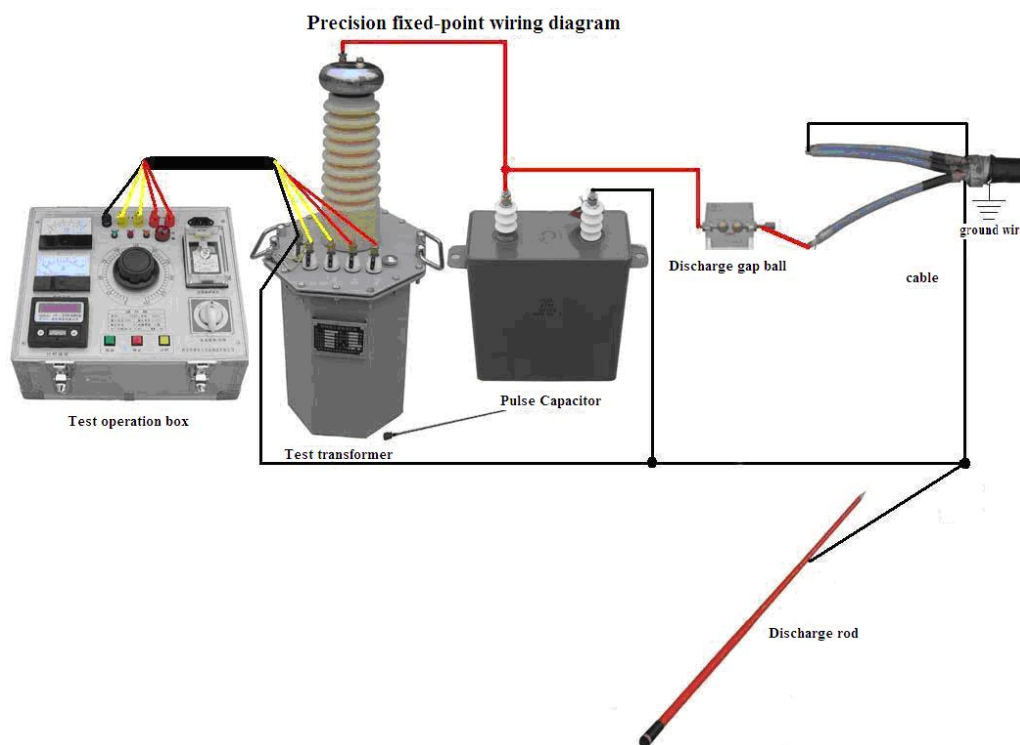 Precision fixed-point wiring diagram
ground wir
Discharge gap ball
cable
Pulse Capacitor
Test operation box
Test transformer
Discharge rod